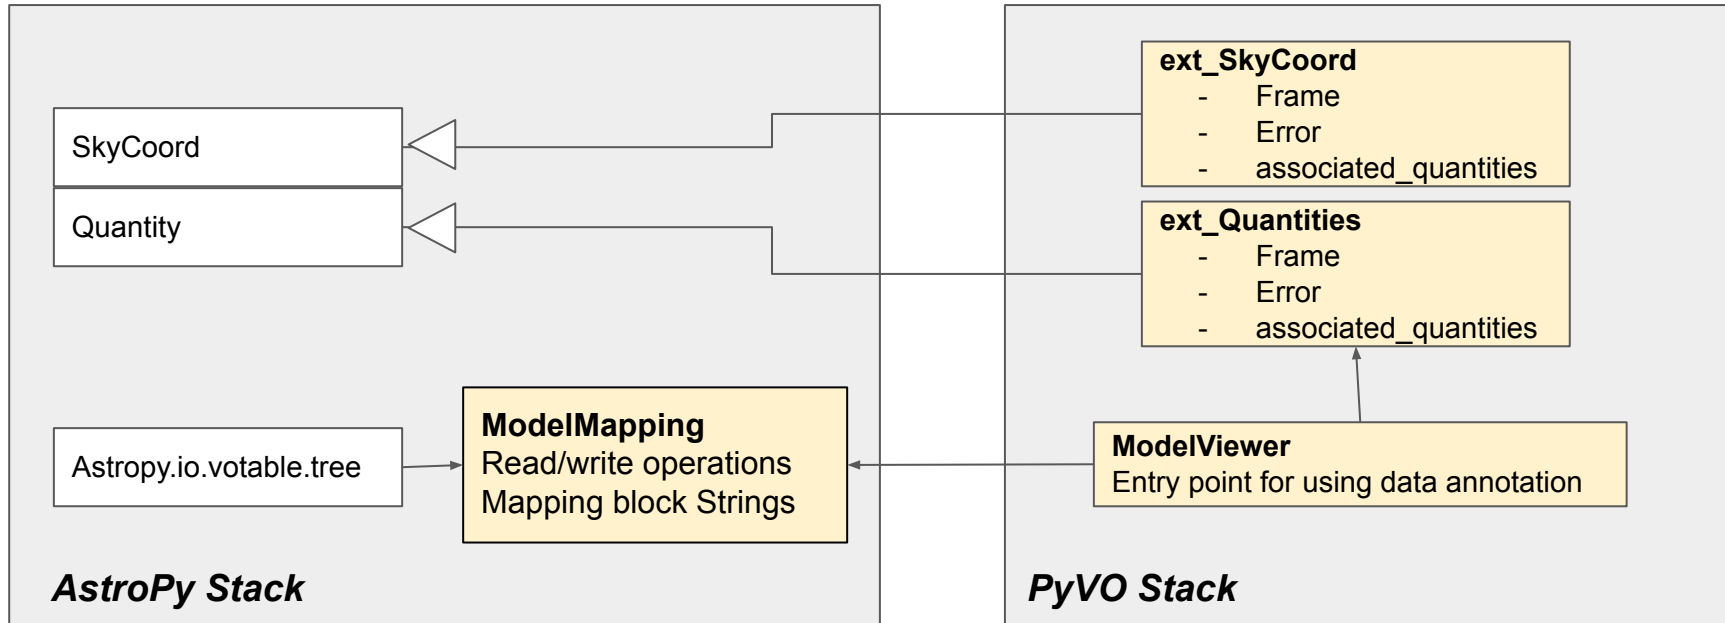 SkyCoord
Quantity
Astropy.io.votable.tree
ModelMapping
Read/write operations
Mapping block Strings
AstroPy Stack
ext_SkyCoord
- Frame
- Error
- associated_quantities
ext_Quantities
- Frame
- Error
- associated_quantities
ModelViewer
Entry point for using data annotation
PyVO Stack